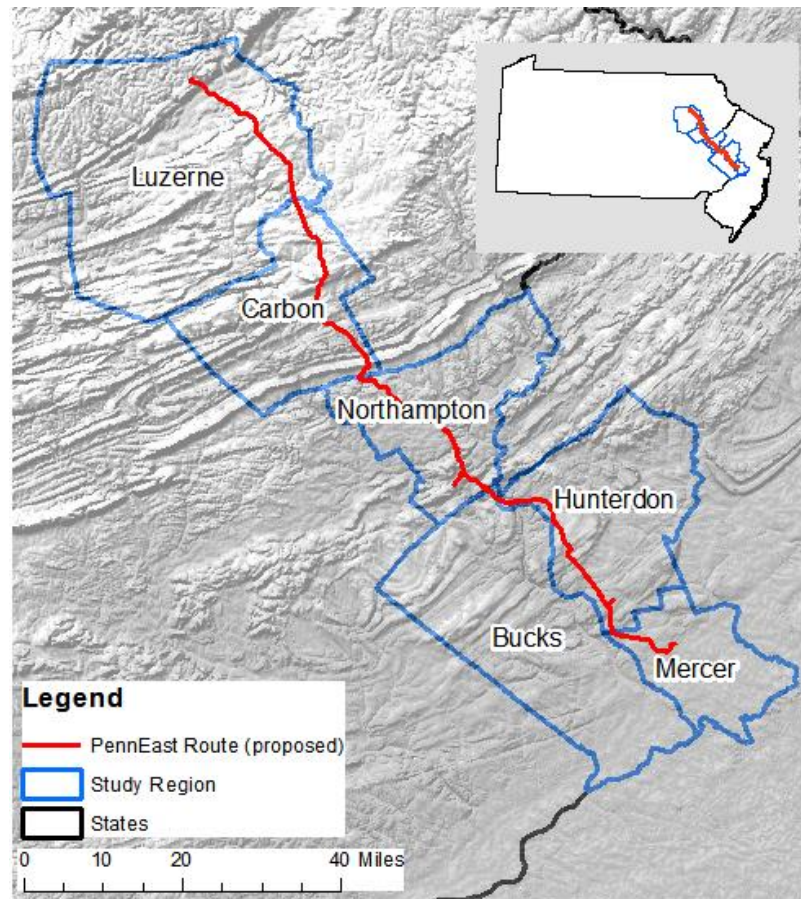 Luzerne
Carbon
Northampton
Hunterdon
Bucks
Mercer
Legend
PennEast Route (proposed)
Study Region
States
0 10 20 40 Miles